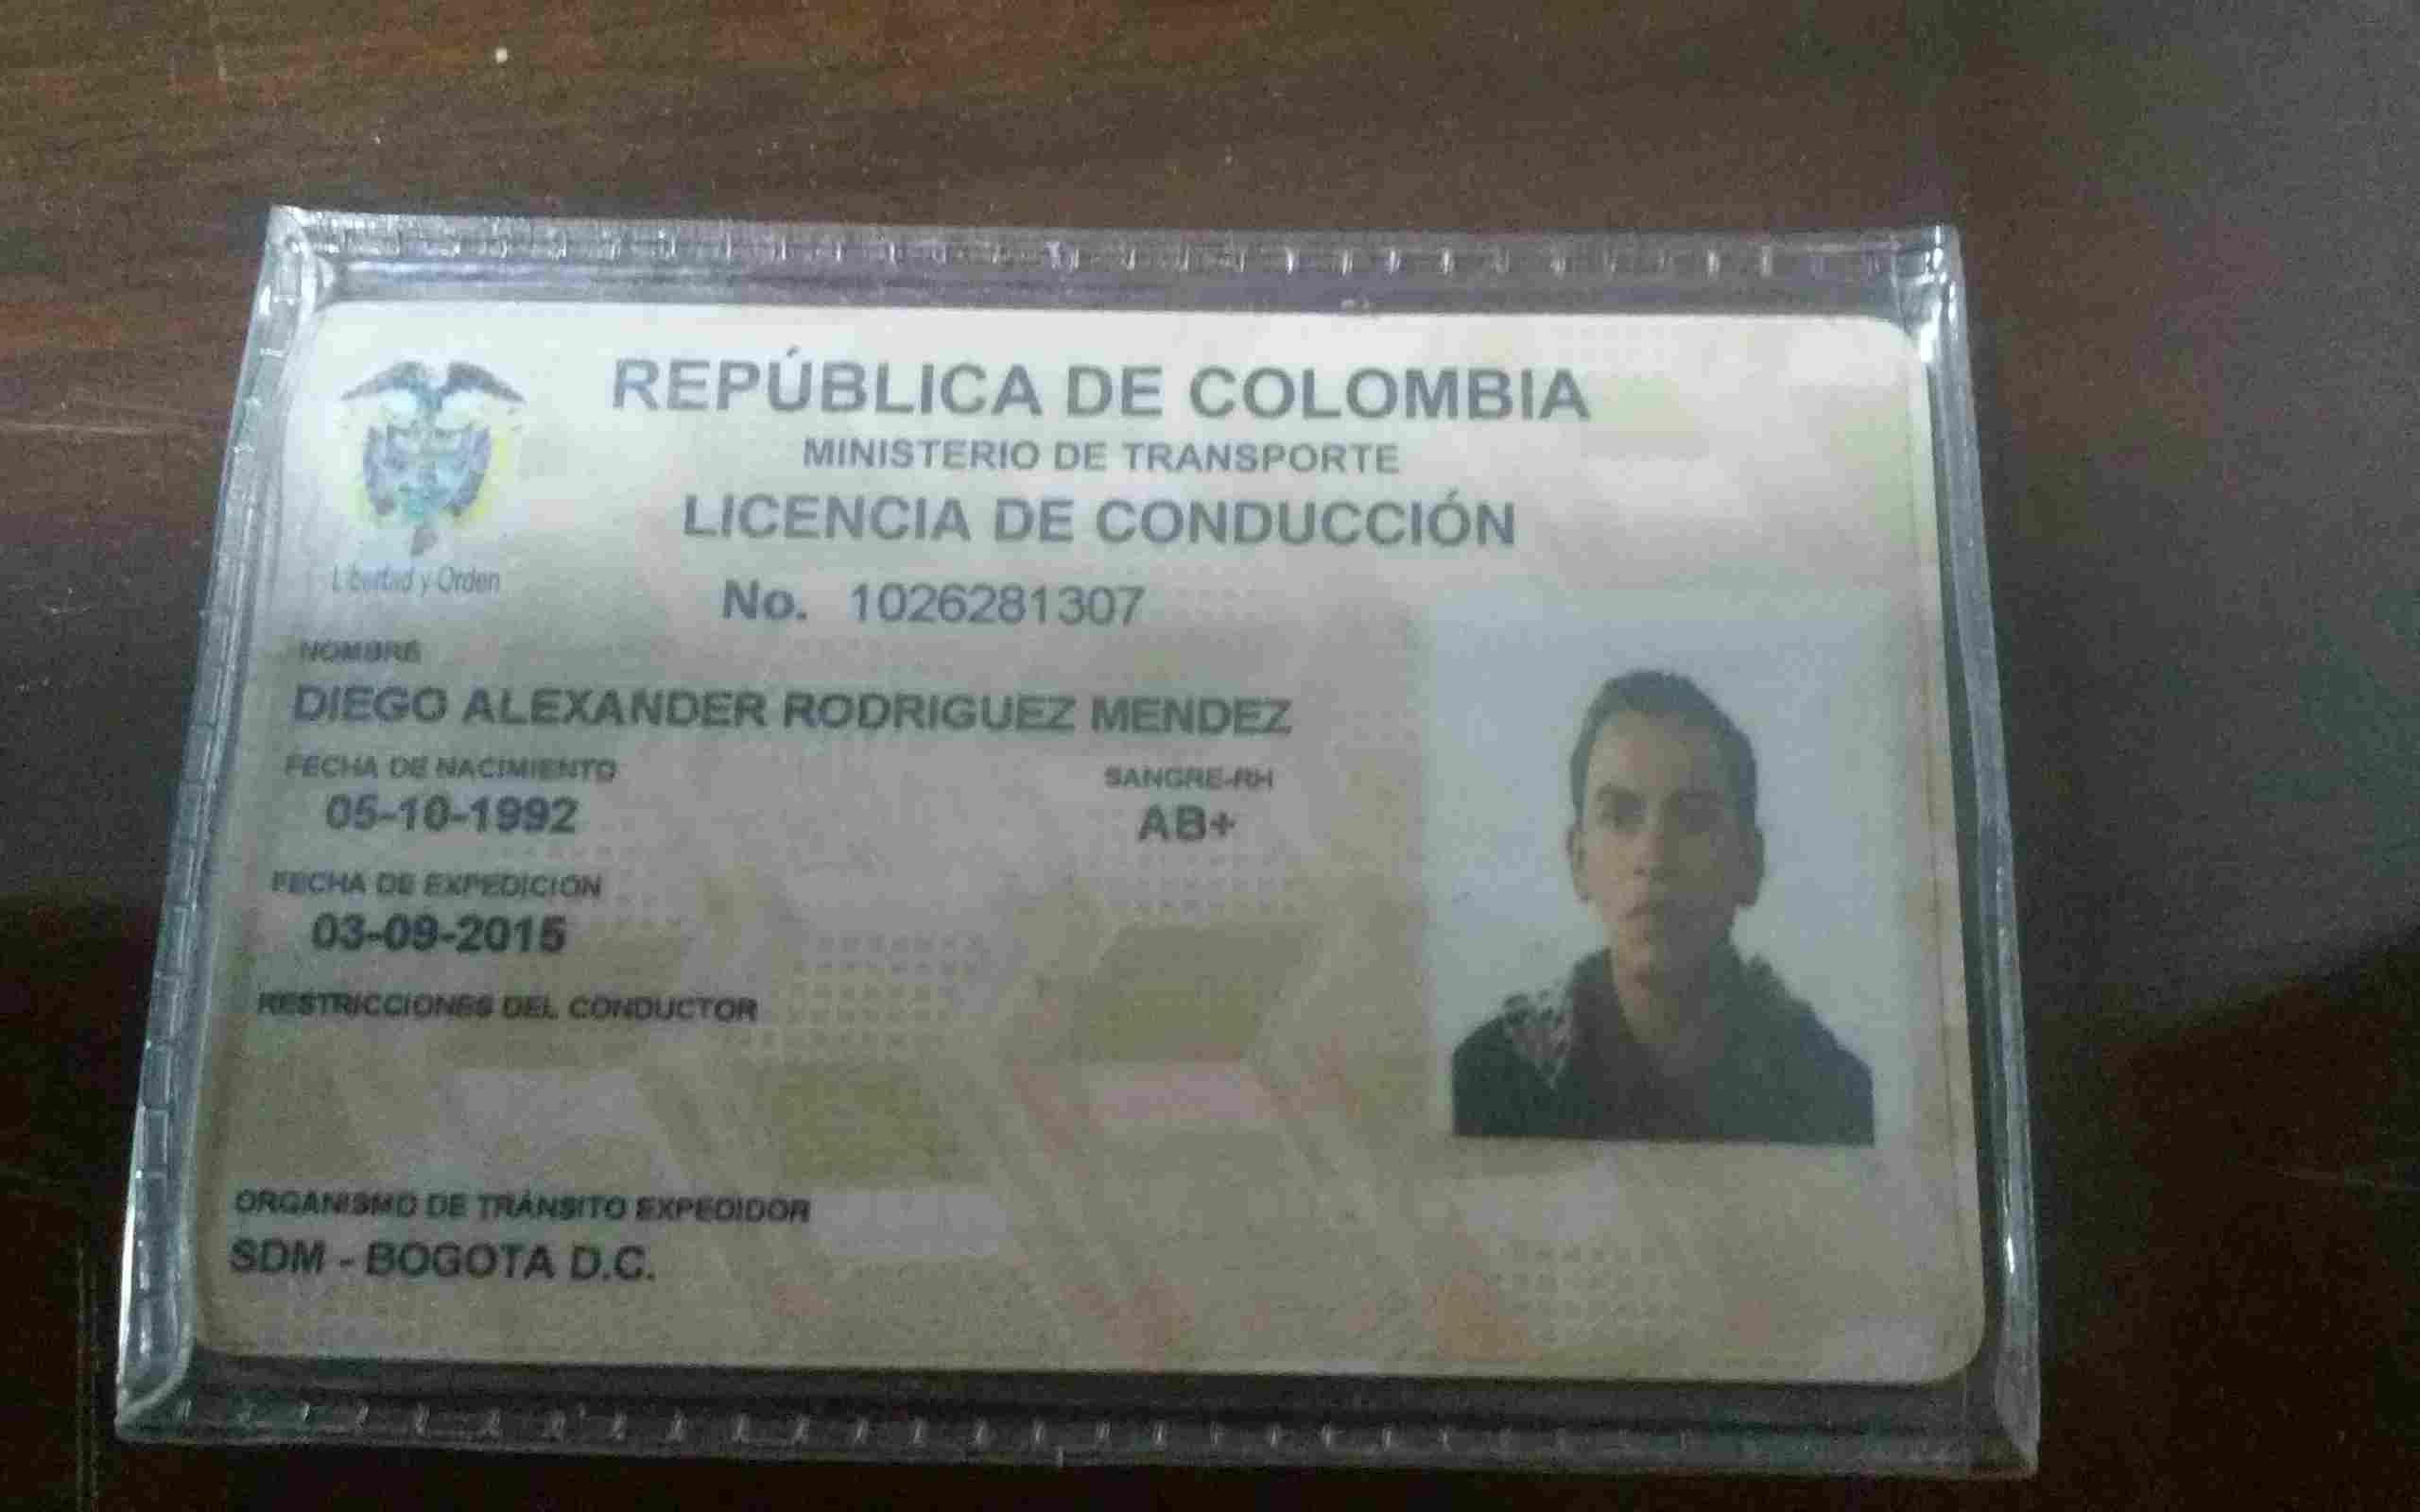 REPÚBLICA DE COLOMBIA
MINISTERIO DE TRANSPORTE
LICENCIA DE CONDUCCIÓN
Libertad y Orden
No. 1026281307
NOMBRE
DIEGO ALEXANDER RODRIGUEZ MENDEZ
FECHA DE NACIMIENTO
05-10-1992
SANGRE-RH
AB+
FECHA DE EXPEDICIÓN
03-09-2015
RESTRICCIONES DEL CONDUCTOR
ORGANISMO DE TRÁNSITO EXPEDIDOR
SDM - BOGOTA D.C.